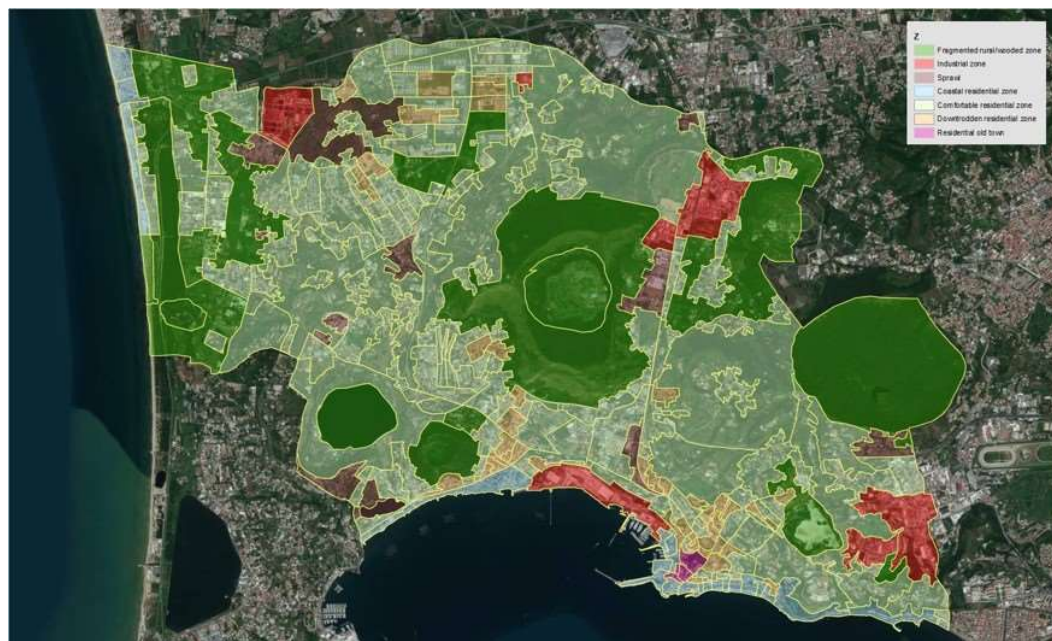 Z
Fragmented rural/wooded zone
Industrial zone
Sprawl
Coastal residential zone
Comfortable residential zone
Downtrodden residential zone
Residential old town